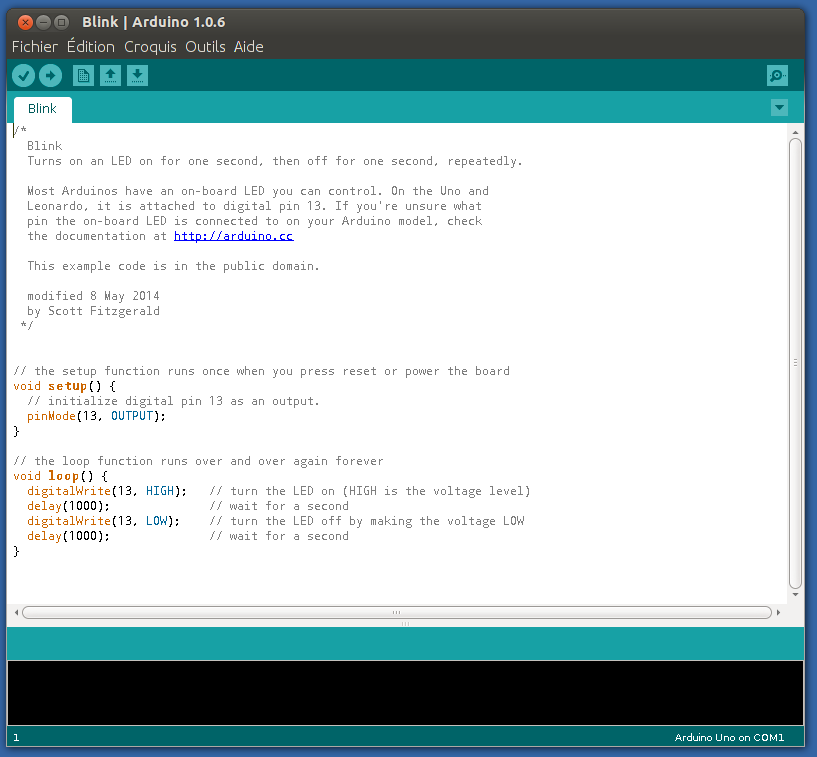 Blink | Arduino 1.0.6
Fichier Édition Croquis Outils Aide
Blink
/*
  Blink
  Turns on an LED on for one second, then off for one second, repeatedly.

  Most Arduinos have an on-board LED you can control. On the Uno and
  Leonardo, it is attached to digital pin 13. If you're unsure what
  pin the on-board LED is connected to on your Arduino model, check
  the documentation at http://arduino.cc

  This example code is in the public domain.

  modified 8 May 2014
  by Scott Fitzgerald
 */

// the setup function runs once when you press reset or power the board
void setup() {
  // initialize digital pin 13 as an output.
  pinMode(13, OUTPUT);
}

// the loop function runs over and over again forever
void loop() {
  digitalWrite(13, HIGH);   // turn the LED on (HIGH is the voltage level)
  delay(1000);              // wait for a second
  digitalWrite(13, LOW);    // turn the LED off by making the voltage LOW
  delay(1000);              // wait for a second
}
1
Arduino Uno on COM1